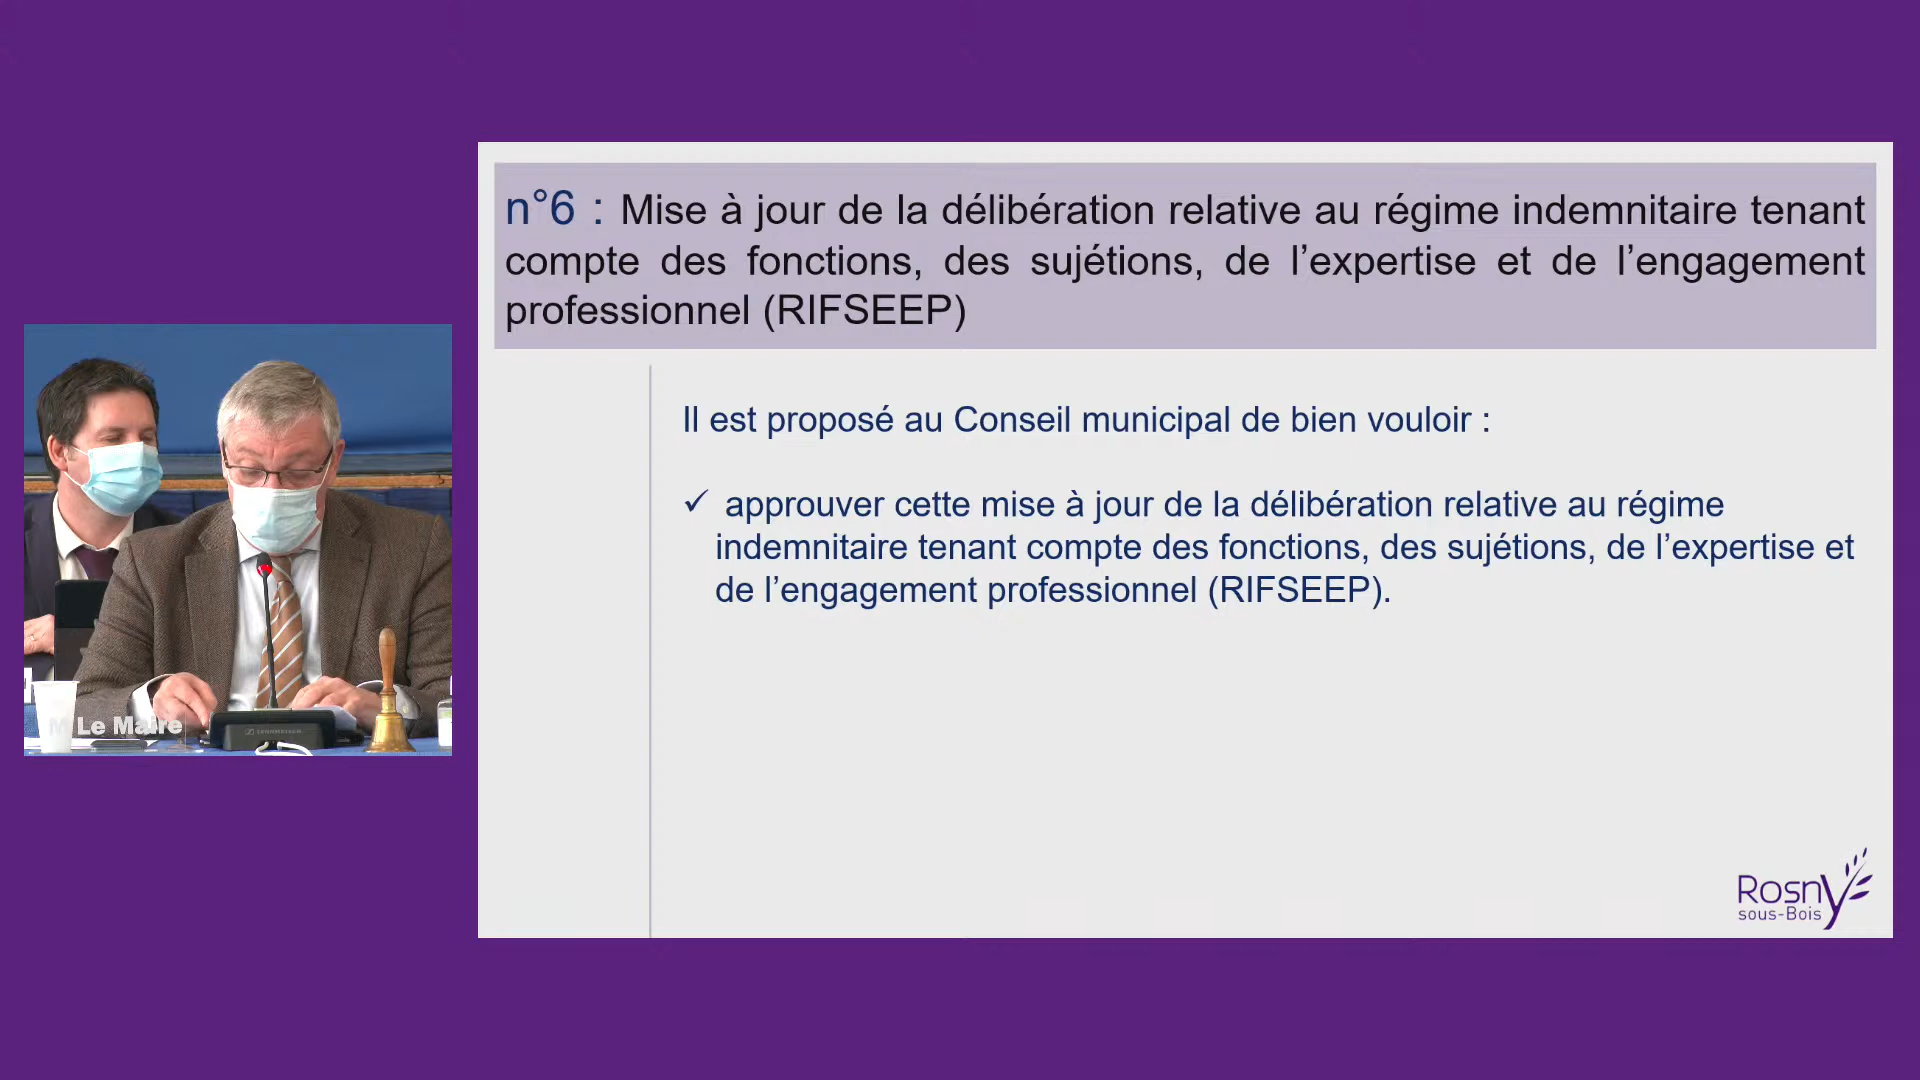 n°6 : Mise à jour de la délibération relative au régime indemnitaire tenant
compte des fonctions, des sujétions, de l’expertise et de l’engagement
professionnel (RIFSEEP)
Il est proposé au Conseil municipal de bien vouloir :
✓ approuver cette mise à jour de la délibération relative au régime
indemnitaire tenant compte des fonctions, des sujétions, de l’expertise et
de l’engagement professionnel (RIFSEEP).
M Le Maire
SENNHEISER
Rosny
sous-Bois